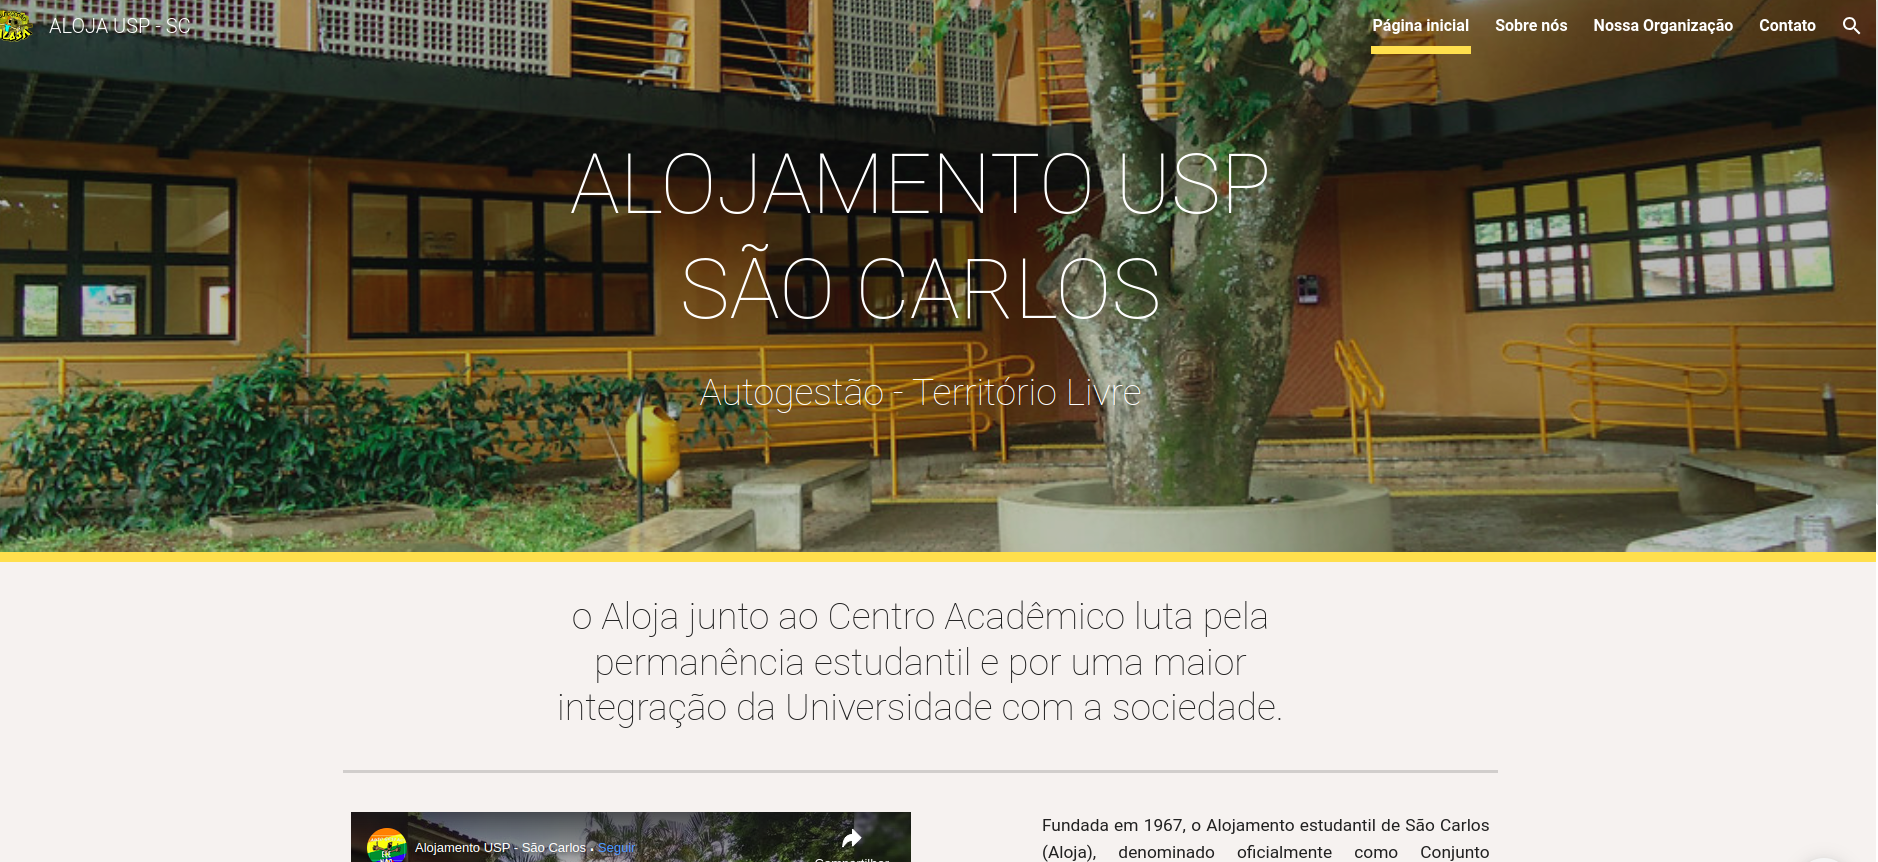 ALOJA USP - SC
Página inicial
Sobre nós
Nossa Organização
Contato
ALOJAMENTO USP
SÃO CARLOS
Autogestão - Território Livre
o Aloja junto ao Centro Acadêmico luta pela
permanência estudantil e por uma maior
integração da Universidade com a sociedade.
Alojamento USP - São Carlos • Seguir
Compartilhar
Fundada em 1967, o Alojamento estudantil de São Carlos
(Aloja), denominado oficialmente como Conjunto